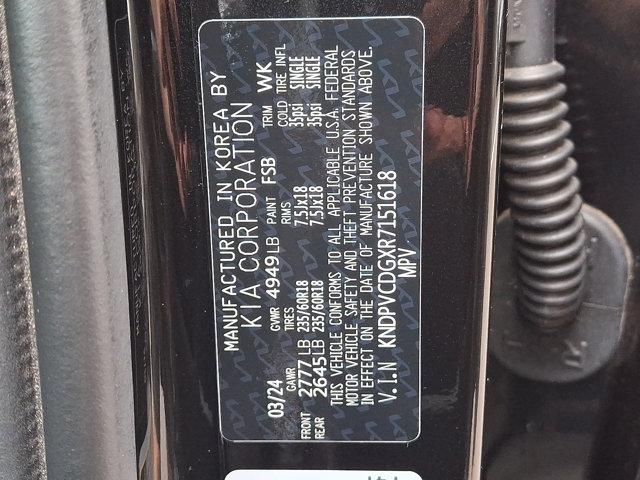 MANUFACTURED IN KOREA BY
KIA CORPORATION
03/24 GVWR 4949LB PAINT FSB TRIM WK
GAWR TIRES RIMS COLD TIRE INFL
FRONT 2777LB 235/60R18 7.5Jx18 35psi SINGLE
REAR 2645LB 235/60R18 7.5Jx18 35psi SINGLE
THIS VEHICLE CONFORMS TO ALL APPLICABLE U.S.A. FEDERAL
MOTOR VEHICLE SAFETY AND THEFT PREVENTION STANDARDS
IN EFFECT ON THE DATE OF MANUFACTURE SHOWN ABOVE.
V.I.N KNDPVCDGXR7151618
MPV